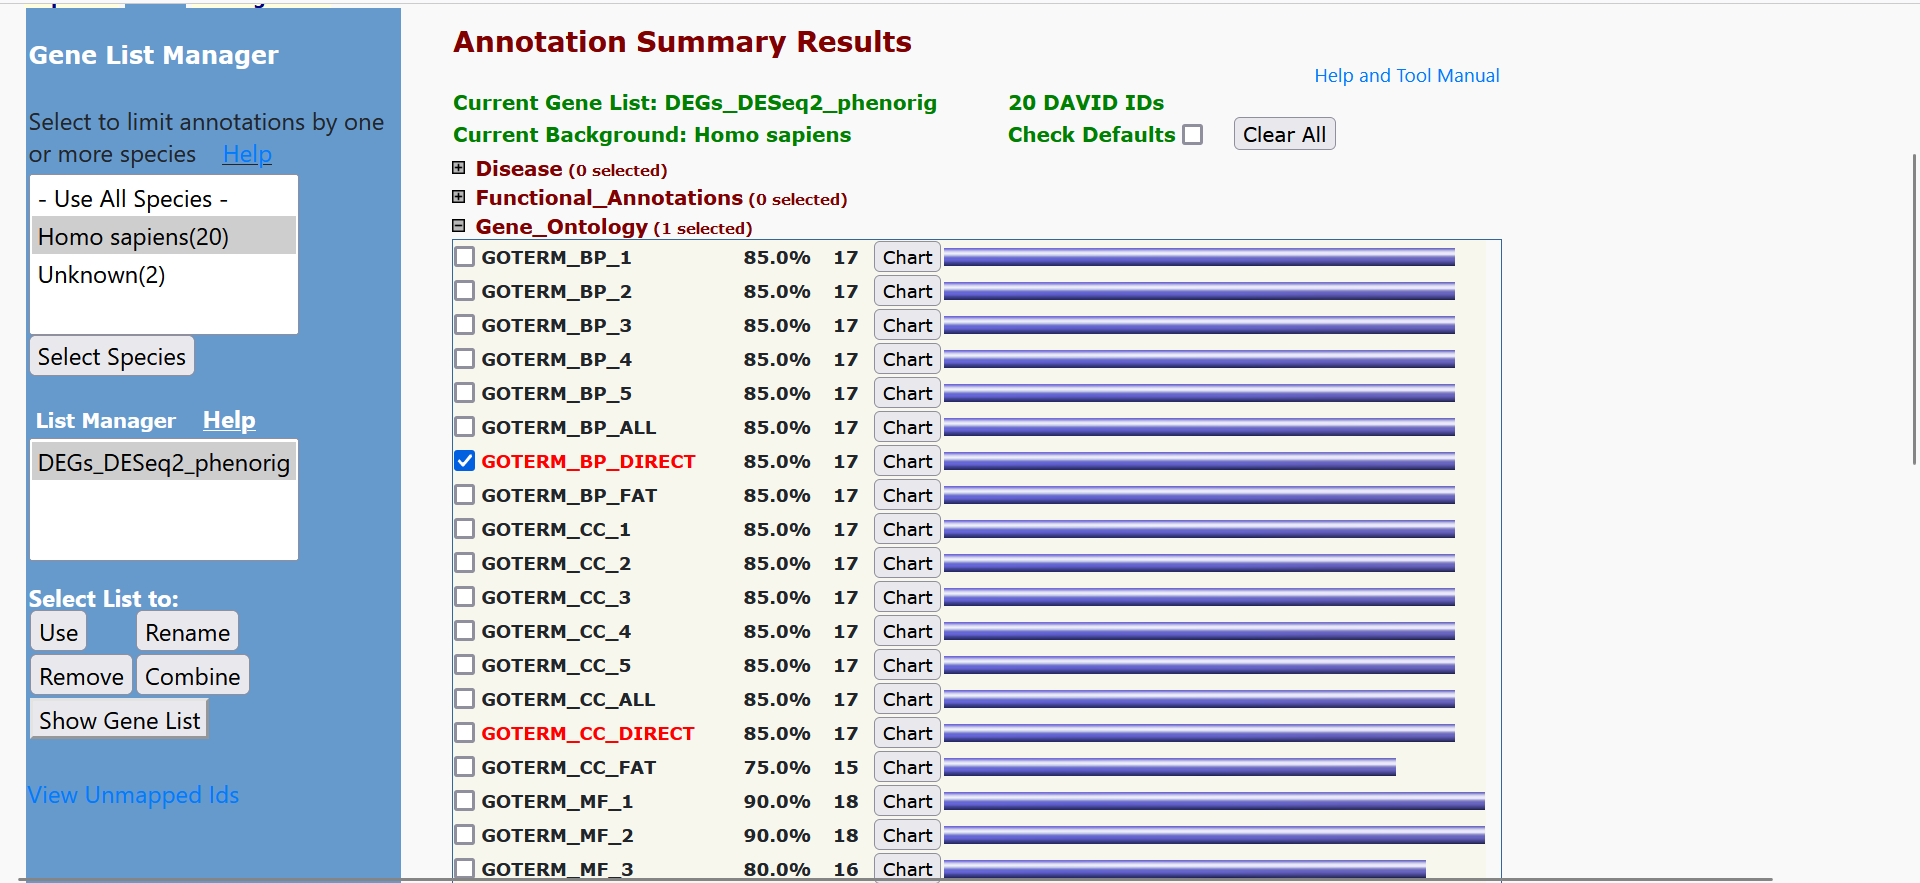 Gene List Manager
Select to limit annotations by one
or more species Help
- Use All Species -
Homo sapiens(20)
Unknown(2)
Select Species
List Manager Help
DEGs_DESeq2_phenorig
Select List to:
Use Rename
Remove Combine
Show Gene List
View Unmapped Ids
Annotation Summary Results
Help and Tool Manual
Current Gene List: DEGs_DESeq2_phenorig 20 DAVID IDs
Current Background: Homo sapiens Check Defaults Clear All
Disease (0 selected)
Functional_Annotations (0 selected)
Gene_Ontology (1 selected)
GOTERM_BP_1 85.0% 17 Chart
GOTERM_BP_2 85.0% 17 Chart
GOTERM_BP_3 85.0% 17 Chart
GOTERM_BP_4 85.0% 17 Chart
GOTERM_BP_5 85.0% 17 Chart
GOTERM_BP_ALL 85.0% 17 Chart
GOTERM_BP_DIRECT 85.0% 17 Chart
GOTERM_BP_FAT 85.0% 17 Chart
GOTERM_CC_1 85.0% 17 Chart
GOTERM_CC_2 85.0% 17 Chart
GOTERM_CC_3 85.0% 17 Chart
GOTERM_CC_4 85.0% 17 Chart
GOTERM_CC_5 85.0% 17 Chart
GOTERM_CC_ALL 85.0% 17 Chart
GOTERM_CC_DIRECT 85.0% 17 Chart
GOTERM_CC_FAT 75.0% 15 Chart
GOTERM_MF_1 90.0% 18 Chart
GOTERM_MF_2 90.0% 18 Chart
GOTERM_MF_3 80.0% 16 Chart